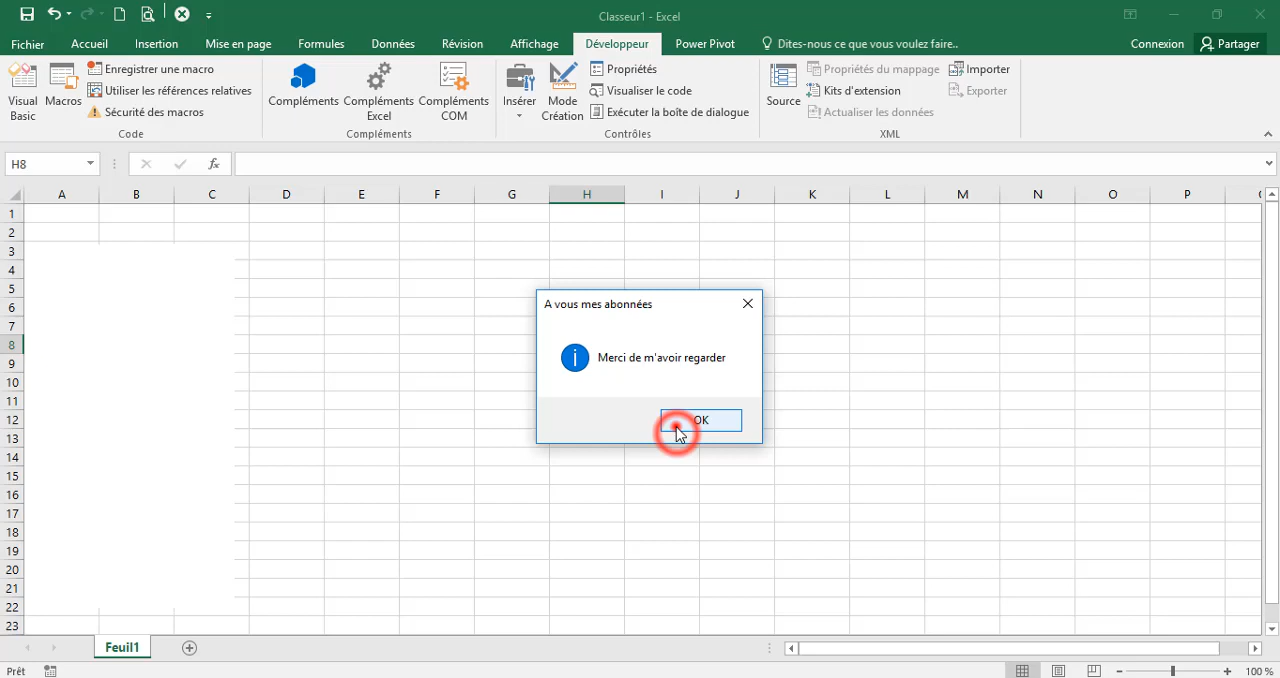 Classeur1 - Excel
Fichier Accueil Insertion Mise en page Formules Données Révision Affichage Développeur Power Pivot Dites-nous ce que vous voulez faire.. Connexion Partager
Visual Basic
Macros
Enregistrer une macro
Utiliser les références relatives
Sécurité des macros
Code
Compléments
Compléments Excel
Compléments COM
Compléments
Insérer
Mode Création
Propriétés
Visualiser le code
Exécuter la boîte de dialogue
Contrôles
Source
Propriétés du mappage
Kits d'extension
Actualiser les données
Importer
Exporter
XML
H8
fx
A B C D E F G H I J K L M N O P
1
2
3
4
5
6
7
8
9
10
11
12
13
14
15
16
17
18
19
20
21
22
23
A vous mes abonnées
Merci de m'avoir regarder
OK
Feuil1
Prêt
100 %